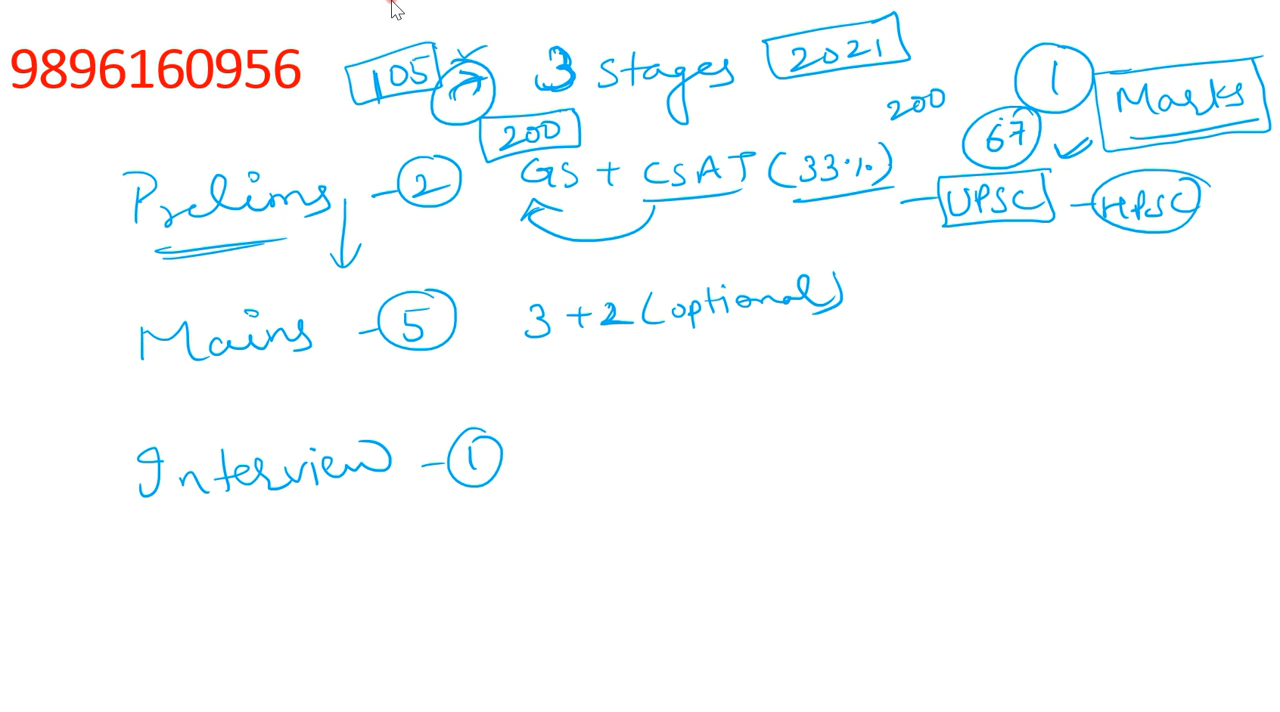 9896160956 105 3 Stages 2021 1 Marks
200 200 67
Prelims - 2 GS + CSAT (33%) - UPSC - HPSC
Mains - 5 3 + 2 (optional)
Interview - 1